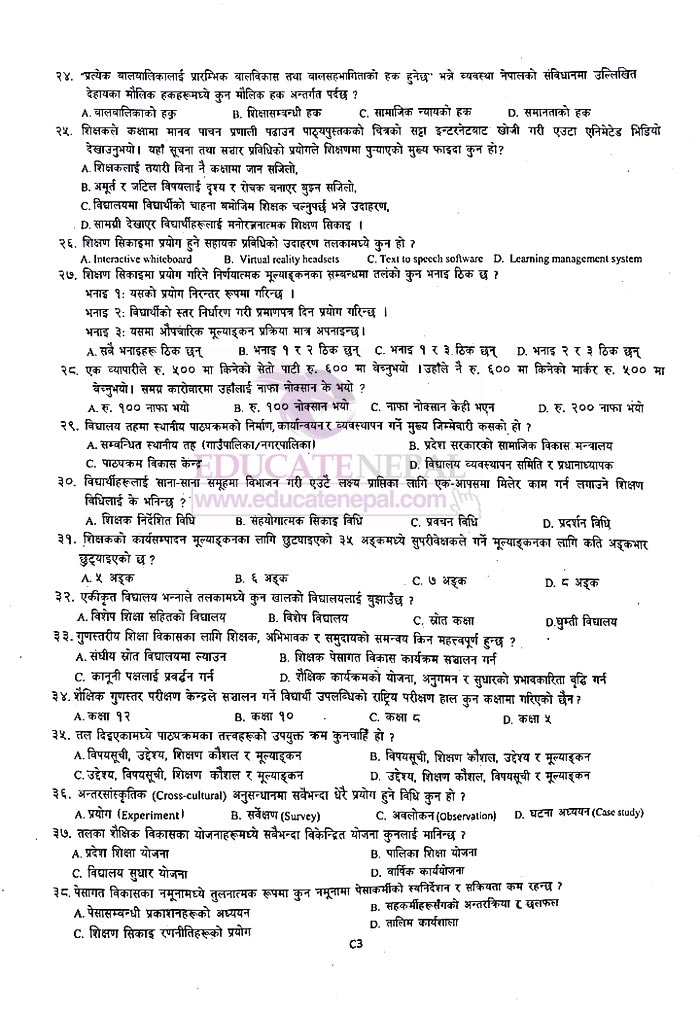 २४. "प्रत्येक बालबालिकालाई प्रारम्भिक बालविकास तथा बालसहभागिताको हक हुनेछ" भन्ने व्यवस्था नेपालको संविधानमा उल्लिखित
देहायका मौलिक हकहरूमध्ये कुन मौलिक हक अन्तर्गत पर्दछ ?
A. बालबालिकाको हक B. शिक्षासम्बन्धी हक C. सामाजिक न्यायको हक D. समानताको हक
२५. शिक्षकले कक्षामा मानव पाचन प्रणाली पढाउन पाठ्यपुस्तकको चित्रको सट्टा इन्टरनेटबाट खोजी गरी एउटा एनिमेटेड भिडियो
देखाउनुभयो। यहाँ सूचना तथा सञ्चार प्रविधिको प्रयोगले शिक्षणमा पुर्‍याएको मुख्य फाइदा कुन हो?
A. शिक्षकलाई तयारी बिना नै कक्षामा जान सजिलो,
B. अमूर्त र जटिल विषयलाई दृश्य र रोचक बनाएर बुझ्न सजिलो,
C. विद्यालयमा विद्यार्थीको चाहना बमोजिम शिक्षक चल्नुपर्छ भन्ने उदाहरण,
D. सामग्री देखाएर विद्यार्थीहरूलाई मनोरञ्जनात्मक शिक्षण सिकाइ ।
२६. शिक्षण सिकाइमा प्रयोग हुने सहायक प्रविधिको उदाहरण तलकामध्ये कुन हो ?
A. Interactive whiteboard B. Virtual reality headsets C. Text to speech software D. Learning management system
२७. शिक्षण सिकाइमा प्रयोग गरिने निर्णयात्मक मूल्याङ्कनका सम्बन्धमा तलको कुन भनाइ ठिक छ ?
भनाइ १: यसको प्रयोग निरन्तर रूपमा गरिन्छ ।
भनाइ २: विद्यार्थीको स्तर निर्धारण गरी प्रमाणपत्र दिन प्रयोग गरिन्छ ।
भनाइ ३: यसमा औपचारिक मूल्याङ्कन प्रक्रिया मात्र अपनाइन्छ।
A. सबै भनाइहरू ठिक छन् B. भनाइ १ र २ ठिक छन् C. भनाइ १ र ३ ठिक छन् D. भनाइ २ र ३ ठिक छन्
२८. एक व्यापारीले रु. ५०० मा किनेको सेतो पाटी रु. ६०० मा बेच्नुभयो ।उहाँले नै रु. ६०० मा किनेको मार्कर रु. ५०० मा
बेच्नुभयो। समग्र कारोवारमा उहाँलाई नाफा नोक्सान के भयो ?
A. रु. १०० नाफा भयो B. रु. १०० नोक्सान भयो C. नाफा नोक्सान केही भएन D. रु. २०० नाफा भयो
२९. विद्यालय तहमा स्थानीय पाठ्यक्रमको निर्माण,कार्यान्वयन र व्यवस्थापन गर्ने मुख्य जिम्मेवारी कसको हो ?
A. सम्बन्धित स्थानीय तह (गाउँपालिका/नगरपालिका) B. प्रदेश सरकारको सामाजिक विकास मन्त्रालय
C. पाठ्यक्रम विकास केन्द्र D. विद्यालय व्यवस्थापन समिति र प्रधानाध्यापक
EDUCATENEPAL
३०. विद्यार्थीहरूलाई साना-साना समूहमा विभाजन गरी एउटै लक्ष्य प्राप्तिका लागि एक-आपसमा मिलेर काम गर्न लगाउने शिक्षण
विधिलाई के भनिन्छ ?
www.educatenepal.com
A. शिक्षक निर्देशित विधि B. सहयोगात्मक सिकाइ विधि C. प्रवचन विधि D. प्रदर्शन विधि
३१. शिक्षकको कार्यसम्पादन मूल्याङ्कनका लागि छुट्याइएको ३५ अङ्कमध्ये सुपरीवेक्षकले गर्ने मूल्याङ्कनका लागि कति अङ्कभार
छुट्याइएको छ ?
A. ५ अङ्क B. ६ अङ्क C. ७ अङ्क D. ८ अङ्क
३२. एकीकृत विद्यालय भन्नाले तलकामध्ये कुन खालको विद्यालयलाई बुझाउँछ ?
A. विशेष शिक्षा सहितको विद्यालय B. विशेष विद्यालय C. स्रोत कक्षा D.घुम्ती विद्यालय
३३. गुणस्तरीय शिक्षा विकासका लागि शिक्षक, अभिभावक र समुदायको समन्वय किन महत्त्वपूर्ण हुन्छ ?
A. संघीय स्रोत विद्यालयमा ल्याउन B. शिक्षक पेसागत विकास कार्यक्रम सञ्चालन गर्न
C. कानूनी पक्षलाई प्रवर्द्धन गर्न D. शैक्षिक कार्यक्रमको योजना, अनुगमन र सुधारको प्रभावकारिता वृद्धि गर्न
३४. शैक्षिक गुणस्तर परीक्षण केन्द्रले सञ्चालन गर्ने विद्यार्थी उपलब्धिको राष्ट्रिय परीक्षण हाल कुन कक्षामा गरिएको छैन ?
A. कक्षा १२ B. कक्षा १० C. कक्षा ८ D. कक्षा ५
३५. तल दिइएकामध्ये पाठ्यक्रमका तत्त्वहरूको उपयुक्त क्रम कुनचाहिँ हो ?
A. विषयसूची, उद्देश्य, शिक्षण कौशल र मूल्याङ्कन B. विषयसूची, शिक्षण कौशल, उद्देश्य र मूल्याङ्कन
C. उद्देश्य, विषयसूची, शिक्षण कौशल र मूल्याङ्कन D. उद्देश्य, शिक्षण कौशल, विषयसूची र मूल्याङ्कन
३६. अन्तरसांस्कृतिक (Cross-cultural) अनुसन्धानमा सबैभन्दा धेरै प्रयोग हुने विधि कुन हो ?
A. प्रयोग (Experiment) B. सर्वेक्षण (Survey) C. अवलोकन (Observation) D. घटना अध्ययन (Case study)
३७. तलका शैक्षिक विकासका योजनाहरूमध्ये सबैभन्दा विकेन्द्रित योजना कुनलाई मानिन्छ ?
A. प्रदेश शिक्षा योजना B. पालिका शिक्षा योजना
C. विद्यालय सुधार योजना D. वार्षिक कार्ययोजना
३८. पेसागत विकासका नमूनामध्ये तुलनात्मक रूपमा कुन नमूनामा पेसाकर्मीको स्वनिर्देशन र सक्रियता कम रहन्छ ?
A. पेसासम्बन्धी प्रकाशनहरूको अध्ययन B. सहकर्मीहरूसँगको अन्तरक्रिया र छलफल
C. शिक्षण सिकाइ रणनीतिहरूको प्रयोग D. तालिम कार्यशाला
C3